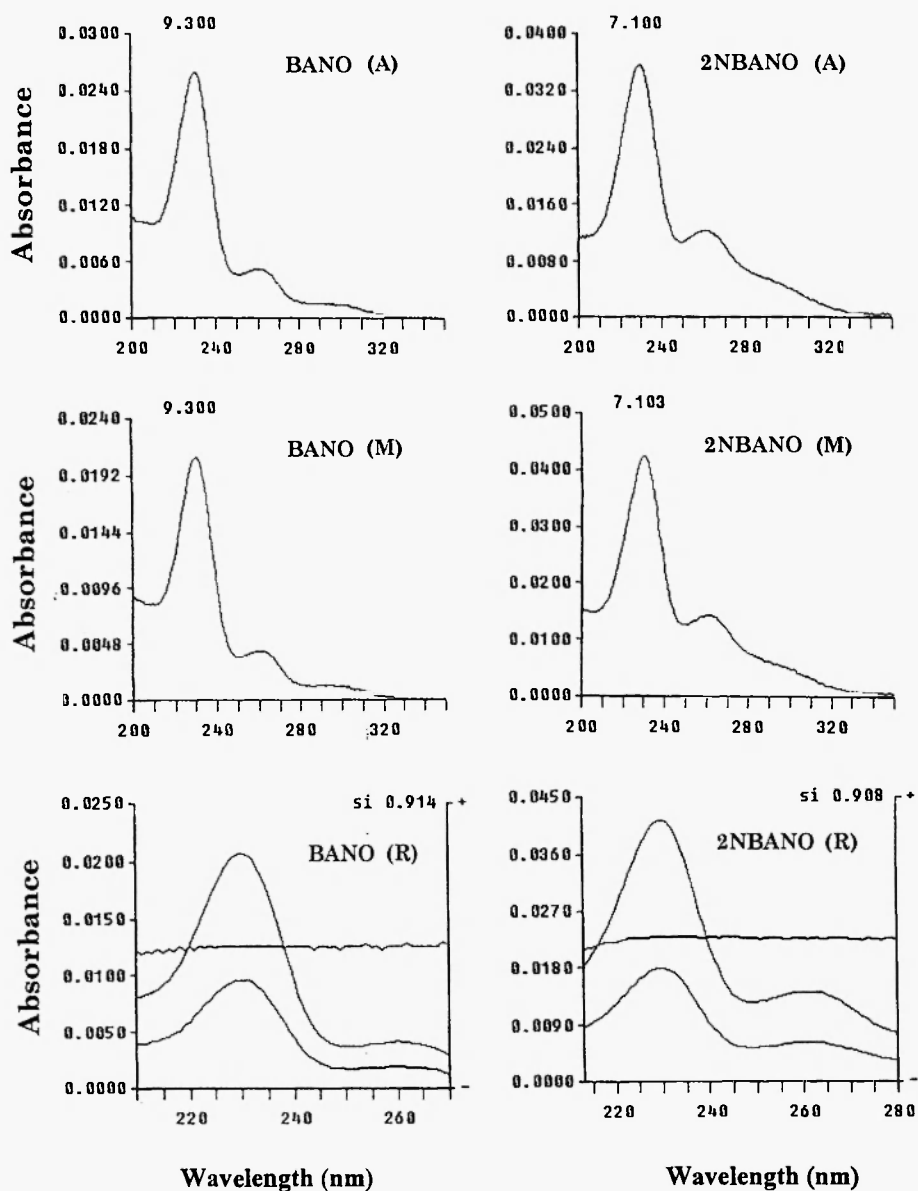 9.300
BANO (A)
Absorbance
0.0300
0.0240
0.0180
0.0120
0.0060
0.0000
200 240 280 320
7.100
2NBANO (A)
0.0400
0.0320
0.0240
0.0160
0.0080
0.0000
200 240 280 320
9.300
BANO (M)
Absorbance
0.0240
0.0192
0.0144
0.0096
0.0048
0.0000
200 240 280 320
7.103
2NBANO (M)
0.0500
0.0400
0.0300
0.0200
0.0100
0.0000
200 240 280 320
si 0.914 +
BANO (R)
Absorbance
0.0250
0.0200
0.0150
0.0100
0.0050
0.0000
-
220 240 260
Wavelength (nm)
si 0.908 +
2NBANO (R)
0.0450
0.0360
0.0270
0.0180
0.0090
0.0000
-
220 240 260 280
Wavelength (nm)